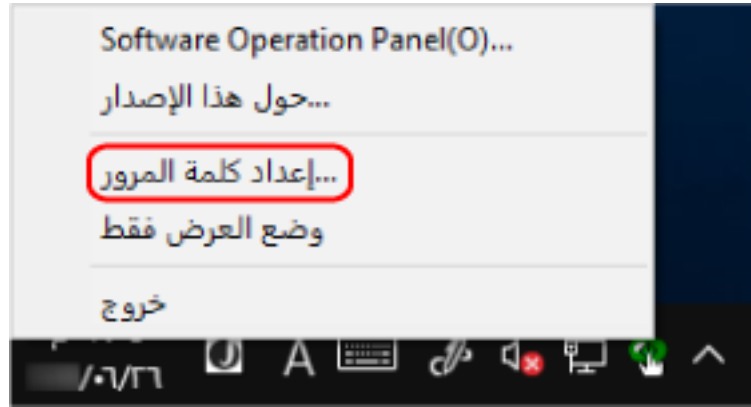 Software Operation Panel(O)...
حول هذا الإصدار...
إعداد كلمة المرور...
وضع العرض فقط
خروج
A
/٠٦/٢٦